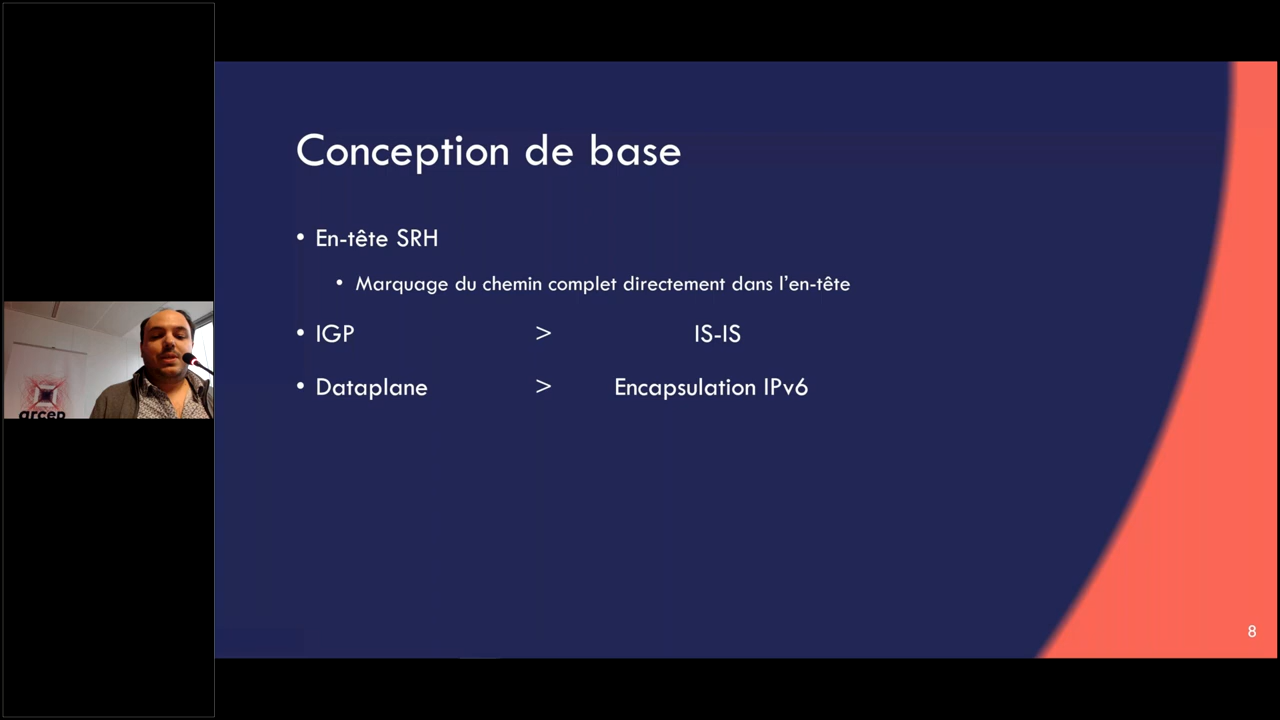 Conception de base
• En-tête SRH
• Marquage du chemin complet directement dans l’en-tête
• IGP > IS-IS
• Dataplane > Encapsulation IPv6
8
arcep